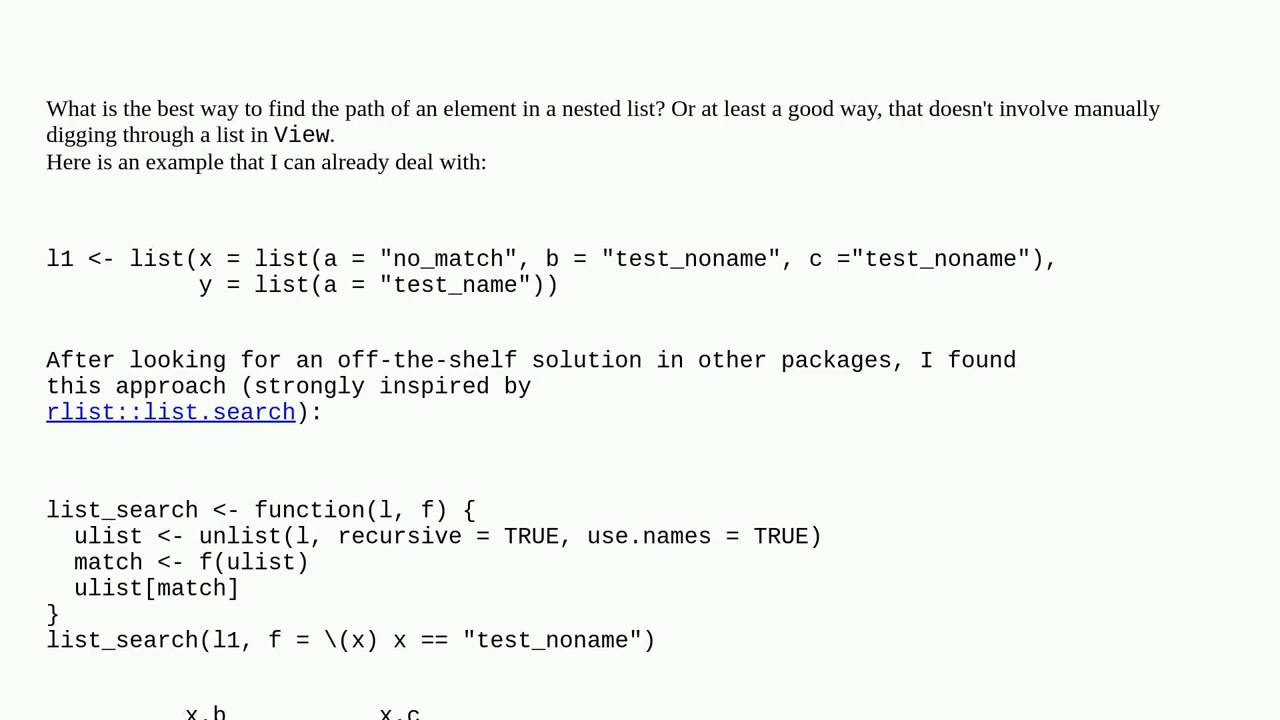 What is the best way to find the path of an element in a nested list? Or at least a good way, that doesn't involve manually
digging through a list in View.
Here is an example that I can already deal with:
l1 <- list(x = list(a = "no_match", b = "test_noname", c ="test_noname"),
           y = list(a = "test_name"))
After looking for an off-the-shelf solution in other packages, I found
this approach (strongly inspired by
rlist::list.search):
list_search <- function(l, f) {
  ulist <- unlist(l, recursive = TRUE, use.names = TRUE)
  match <- f(ulist)
  ulist[match]
}
list_search(l1, f = \(x) x == "test_noname")
          x.b           x.c